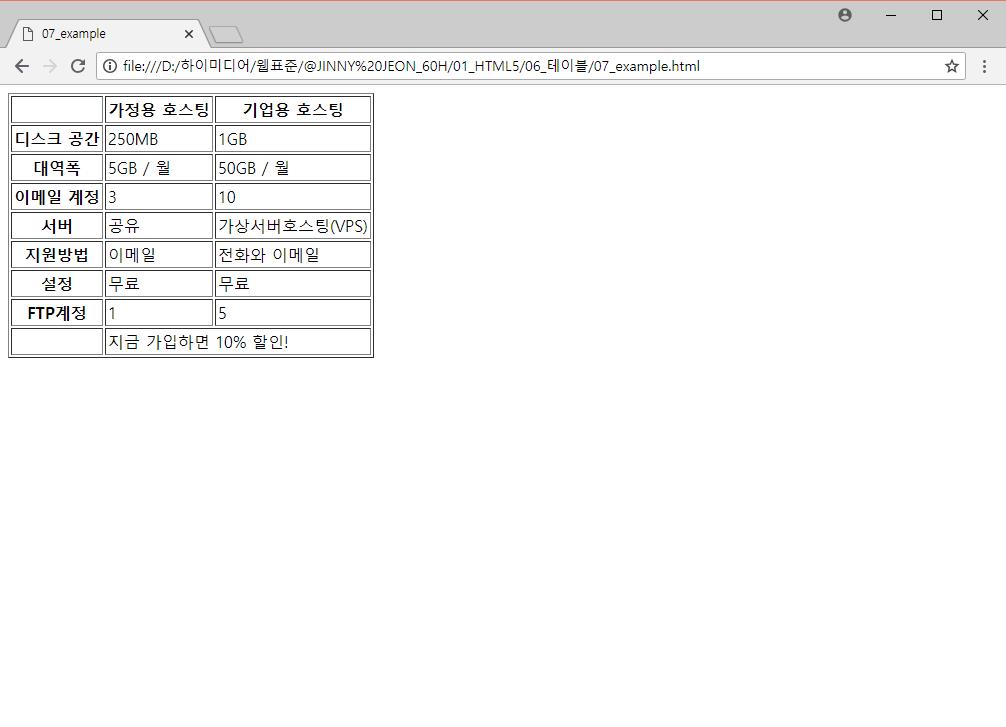 07_example
file:///D:/하이미디어/웹표준/@JINNY%20JEON_60H/01_HTML5/06_테이블/07_example.html
가정용 호스팅 기업용 호스팅
디스크 공간 250MB 1GB
대역폭 5GB / 월 50GB / 월
이메일 계정 3 10
서버 공유 가상서버호스팅(VPS)
지원방법 이메일 전화와 이메일
설정 무료 무료
FTP계정 1 5
지금 가입하면 10% 할인!